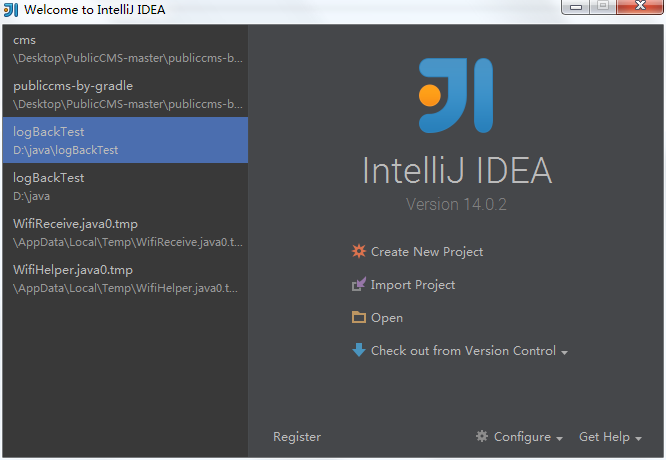 Welcome to IntelliJ IDEA
cms
\Desktop\PublicCMS-master\publiccms-b...
publiccms-by-gradle
\Desktop\PublicCMS-master\publiccms-b...
logBackTest
D:\java\logBackTest
logBackTest
D:\java
WifiReceive.java0.tmp
\AppData\Local\Temp\WifiReceive.java0.t...
WifiHelper.java0.tmp
\AppData\Local\Temp\WifiHelper.java0.t...
IntelliJ IDEA
Version 14.0.2
Create New Project
Import Project
Open
Check out from Version Control
Register
Configure
Get Help